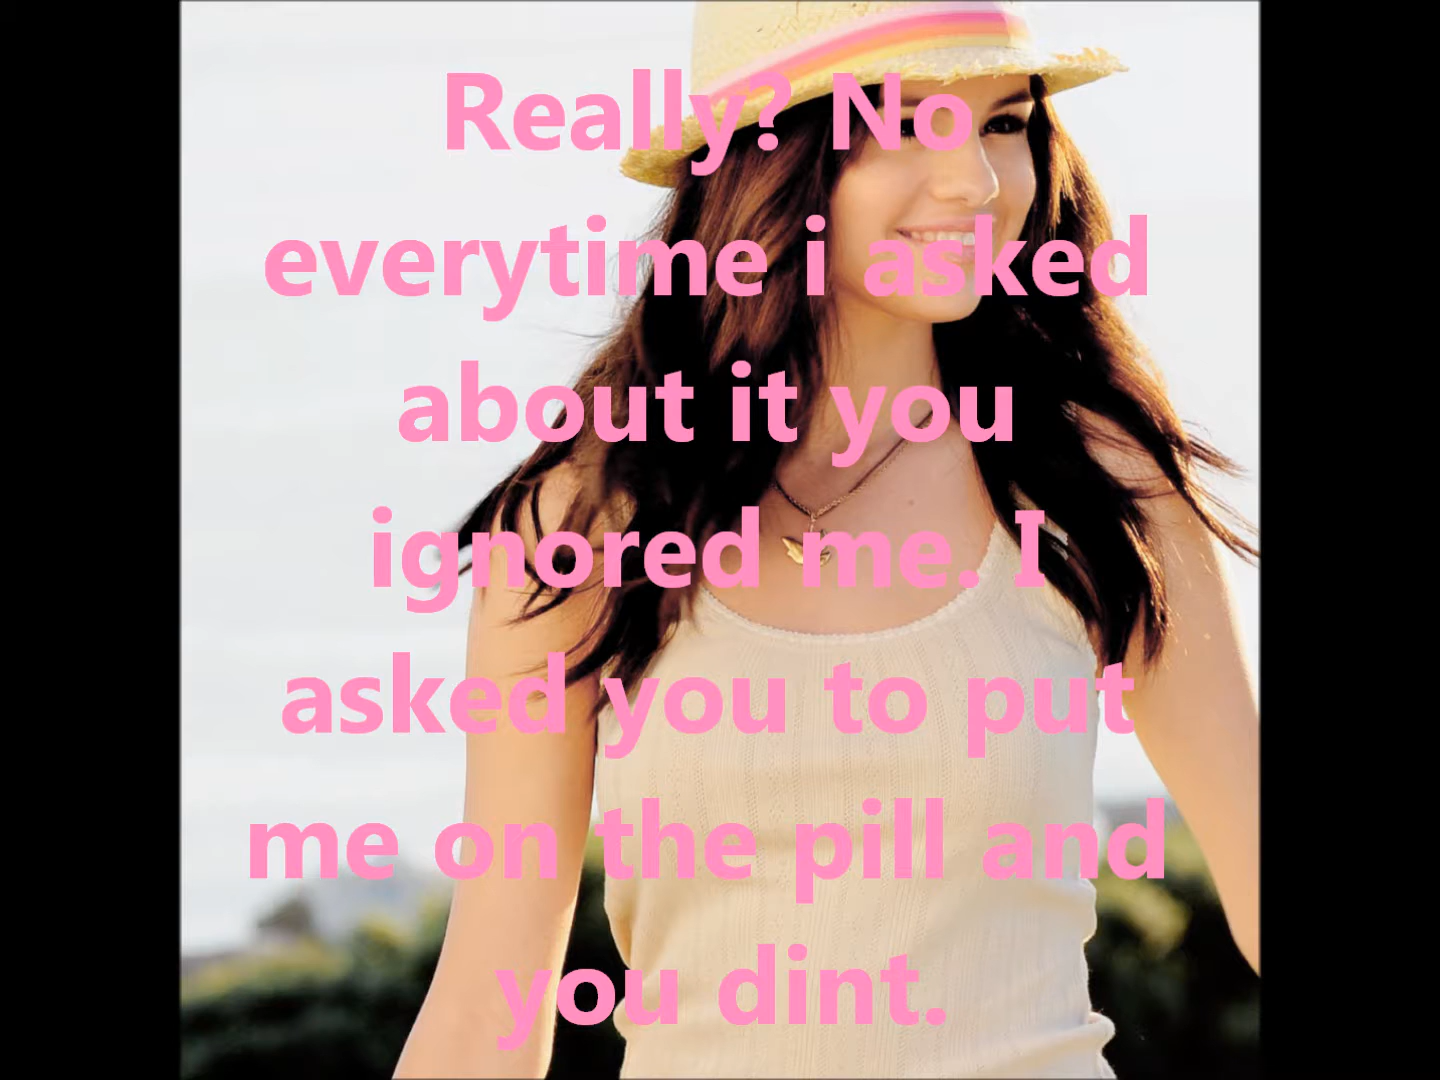 Really? No
everytime i asked
about it you
ignored me. I
asked you to put
me on the pill and
you dint.